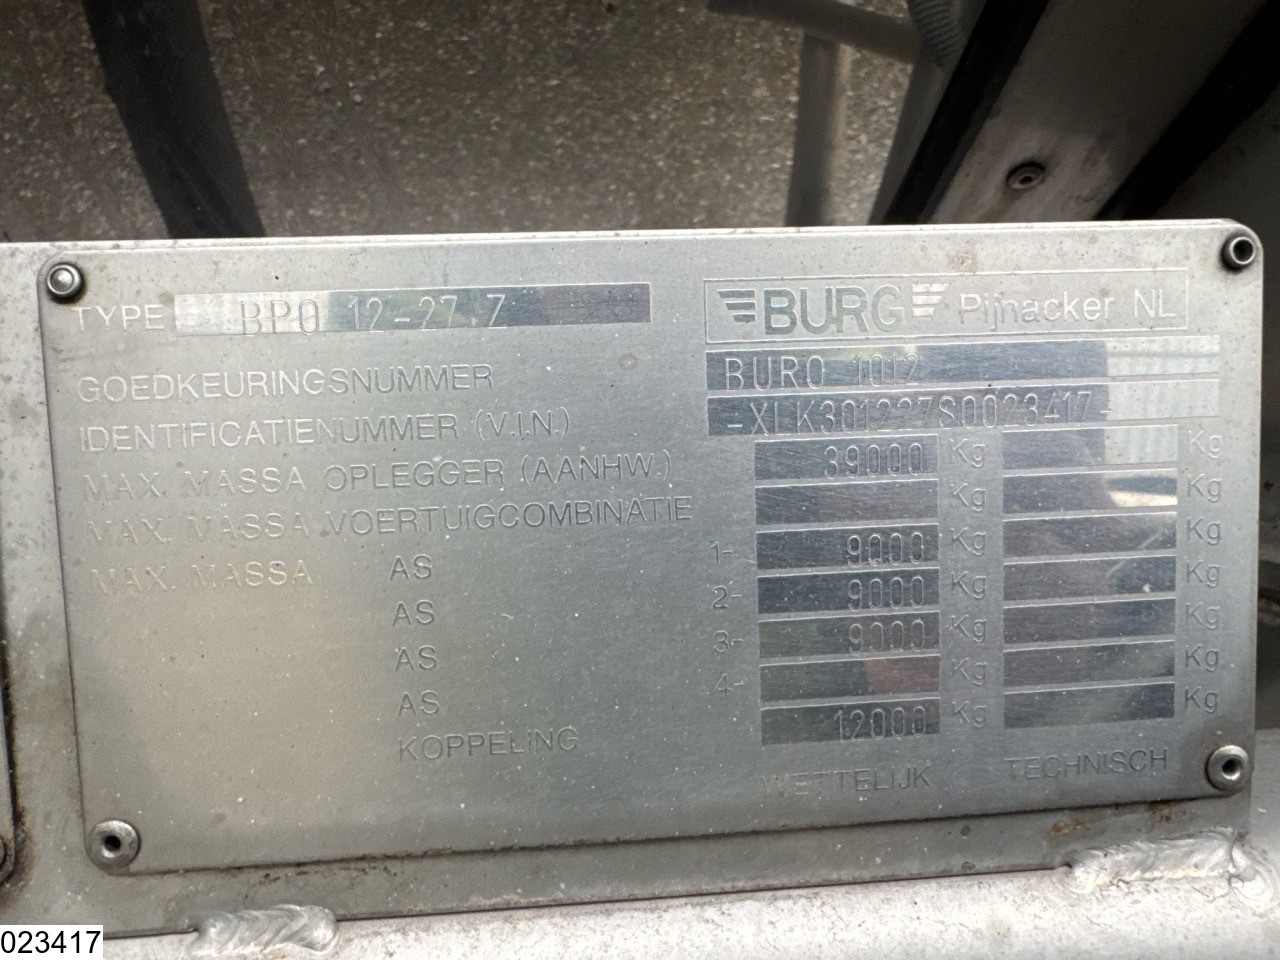 TYPE BPO 12-27.Z
BURG Pijnacker NL
GOEDKEURINGSNUMMER BURO 1012
IDENTIFICATIENUMMER (V.I.N.) -XLK301227S0023417-
MAX. MASSA OPLEGGER (AANHW.) 39000 Kg Kg
MAX. MASSA VOERTUIGCOMBINATIE Kg Kg
MAX. MASSA AS 1- 9000 Kg Kg
AS 2- 9000 Kg Kg
AS 3- 9000 Kg Kg
AS 4- Kg Kg
KOPPELING 12000 Kg Kg
WETTELIJK TECHNISCH
023417